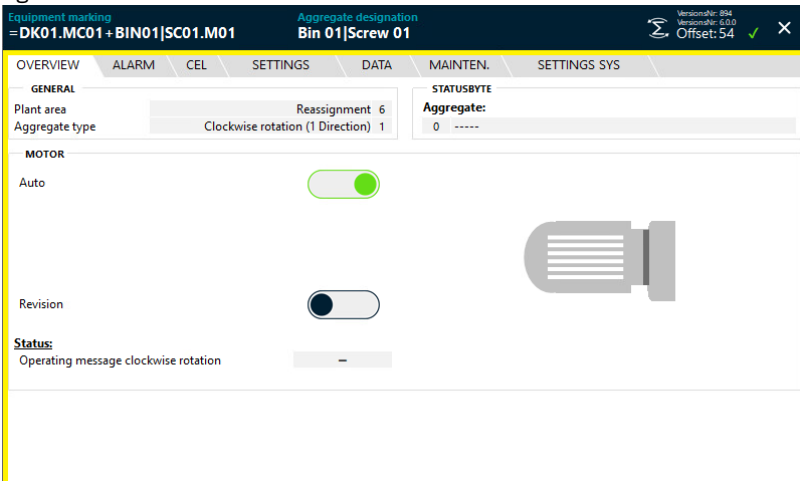 Equipment marking
=DK01.MC01+BIN01|SC01.M01
Aggregate designation
Bin 01|Screw 01
VersionsNr: 894
VersionsNr: 6.0.0
Offset: 54
OVERVIEW ALARM CEL SETTINGS DATA MAINTEN. SETTINGS SYS
GENERAL
Plant area Reassignment 6
Aggregate type Clockwise rotation (1 Direction) 1
STATUSBYTE
Aggregate:
0 -----
MOTOR
Auto
Revision
Status:
Operating message clockwise rotation –